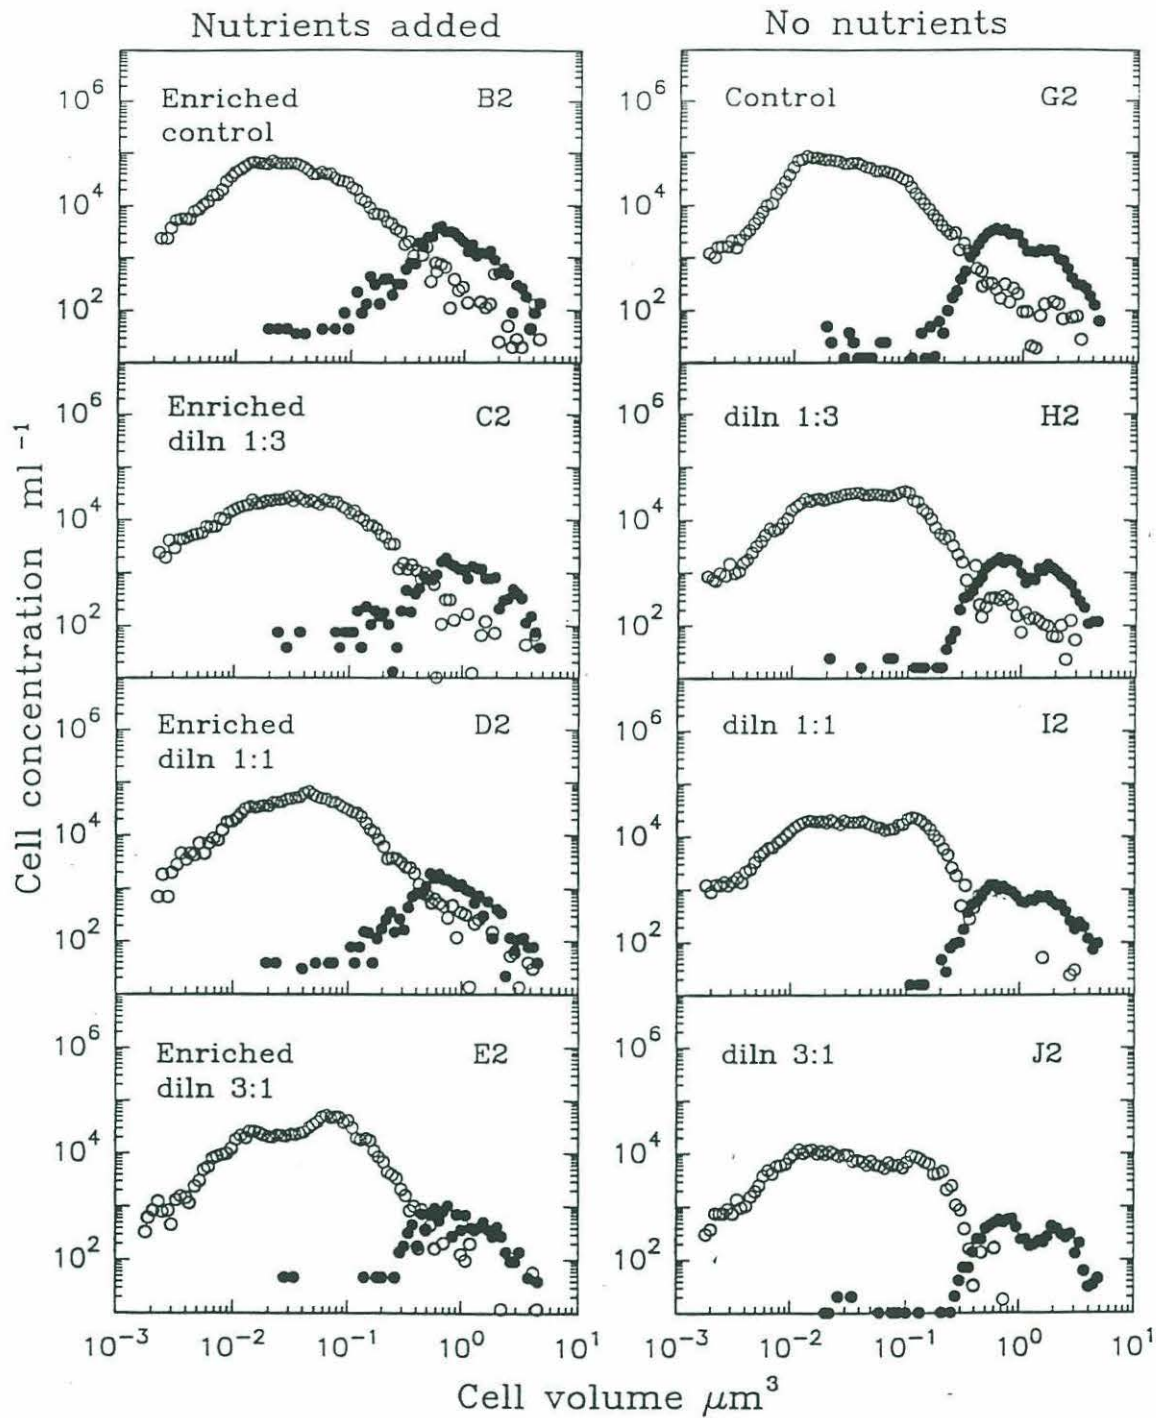 Nutrients added
No nutrients
Enriched
control
B2
Control
G2
10⁶
10⁴
10²
10⁶
10⁴
10²
Enriched
diln 1:3
C2
diln 1:3
H2
10⁶
10⁴
10²
10⁶
10⁴
10²
Enriched
diln 1:1
D2
diln 1:1
I2
10⁶
10⁴
10²
10⁶
10⁴
10²
Enriched
diln 3:1
E2
diln 3:1
J2
10⁶
10⁴
10²
10⁶
10⁴
10²
10⁻³ 10⁻² 10⁻¹ 10⁰ 10¹
10⁻³ 10⁻² 10⁻¹ 10⁰ 10¹
Cell concentration ml⁻¹
Cell volume μm³